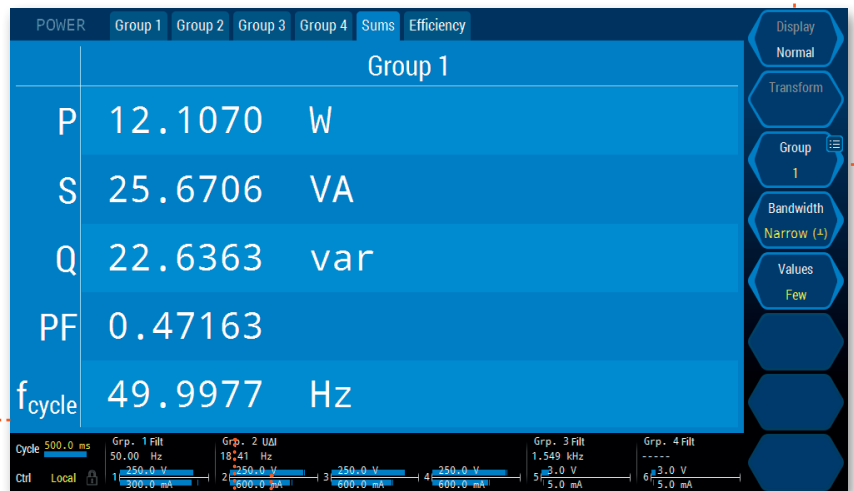 POWER Group 1 Group 2 Group 3 Group 4 Sums Efficiency
Group 1
P 12.1070 W
S 25.6706 VA
Q 22.6363 var
PF 0.47163
fcycle 49.9977 Hz
Display
Normal
Transform
Group
1
Bandwidth
Narrow (⊥)
Values
Few
Cycle 500.0 ms Grp. 1 Filt Grp. 2 UΔI Grp. 3 Filt Grp. 4 Filt
50.00 Hz 18.41 Hz 1.549 kHz -----
Ctrl Local
1 250.0 V 2 250.0 V 3 250.0 V 4 250.0 V 5 3.0 V 6 3.0 V
300.0 mA 600.0 mA 600.0 mA 600.0 mA 5.0 mA 5.0 mA